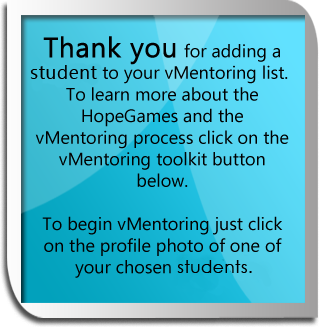 Thank you for adding a
student to your vMentoring list.
To learn more about the
HopeGames and the
vMentoring process click on the
vMentoring toolkit button
below.
To begin vMentoring just click
on the profile photo of one of
your chosen students.